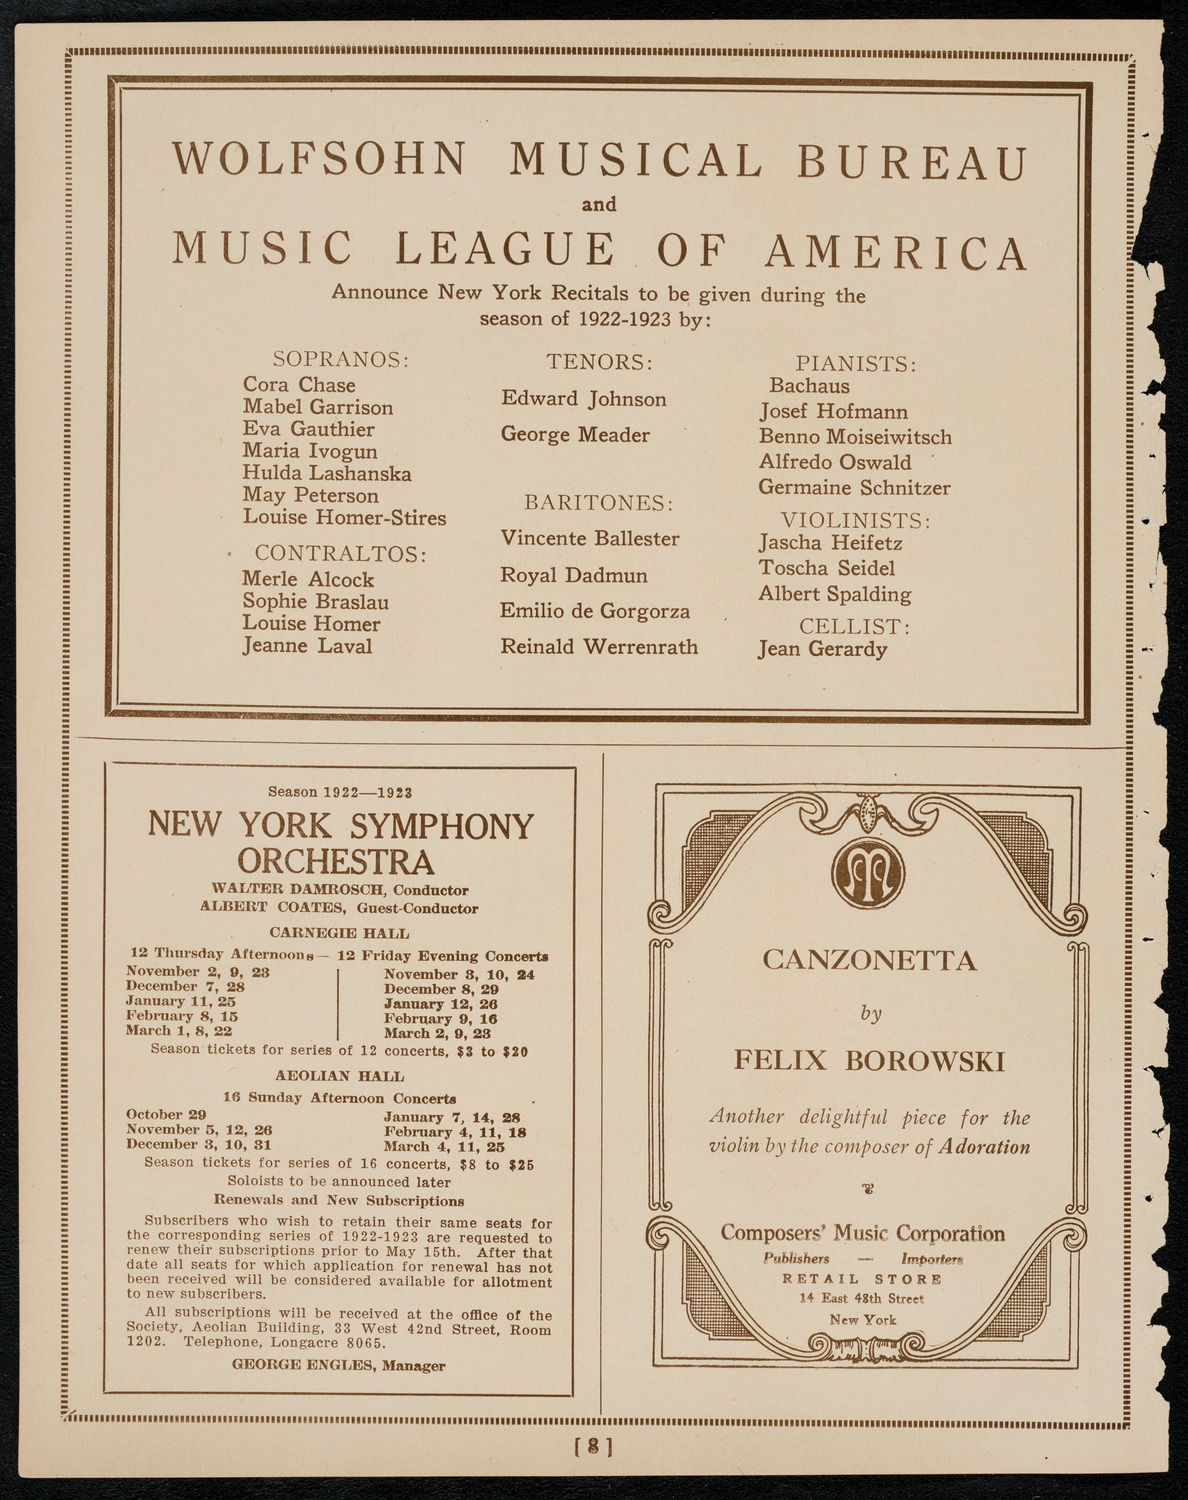 WOLFSOHN MUSICAL BUREAU
and
MUSIC LEAGUE OF AMERICA
Announce New York Recitals to be given during the
season of 1922-1923 by:
SOPRANOS:
Cora Chase
Mabel Garrison
Eva Gauthier
Maria Ivogun
Hulda Lashanska
May Peterson
Louise Homer-Stires
CONTRALTOS:
Merle Alcock
Sophie Braslau
Louise Homer
Jeanne Laval
TENORS:
Edward Johnson
George Meader
BARITONES:
Vincente Ballester
Royal Dadmun
Emilio de Gorgorza
Reinald Werrenrath
PIANISTS:
Bachaus
Josef Hofmann
Benno Moiseiwitsch
Alfredo Oswald
Germaine Schnitzer
VIOLINISTS:
Jascha Heifetz
Toscha Seidel
Albert Spalding
CELLIST:
Jean Gerardy
Season 1922—1923
NEW YORK SYMPHONY
ORCHESTRA
WALTER DAMROSCH, Conductor
ALBERT COATES, Guest-Conductor
CARNEGIE HALL
12 Thursday Afternoons— 12 Friday Evening Concerts
November 2, 9, 23
December 7, 28
January 11, 25
February 8, 15
March 1, 8, 22
November 3, 10, 24
December 8, 29
January 12, 26
February 9, 16
March 2, 9, 23
Season tickets for series of 12 concerts, $3 to $20
AEOLIAN HALL
16 Sunday Afternoon Concerts
October 29
November 5, 12, 26
December 3, 10, 31
January 7, 14, 28
February 4, 11, 18
March 4, 11, 25
Season tickets for series of 16 concerts, $8 to $25
Soloists to be announced later
Renewals and New Subscriptions
Subscribers who wish to retain their same seats for
the corresponding series of 1922-1923 are requested to
renew their subscriptions prior to May 15th. After that
date all seats for which application for renewal has not
been received will be considered available for allotment
to new subscribers.
All subscriptions will be received at the office of the
Society, Aeolian Building, 33 West 42nd Street, Room
1202. Telephone, Longacre 8065.
GEORGE ENGLES, Manager
M
CANZONETTA
by
FELIX BOROWSKI
Another delightful piece for the
violin by the composer of Adoration
Composers' Music Corporation
Publishers — Importers
RETAIL STORE
14 East 48th Street
New York
[ 8 ]